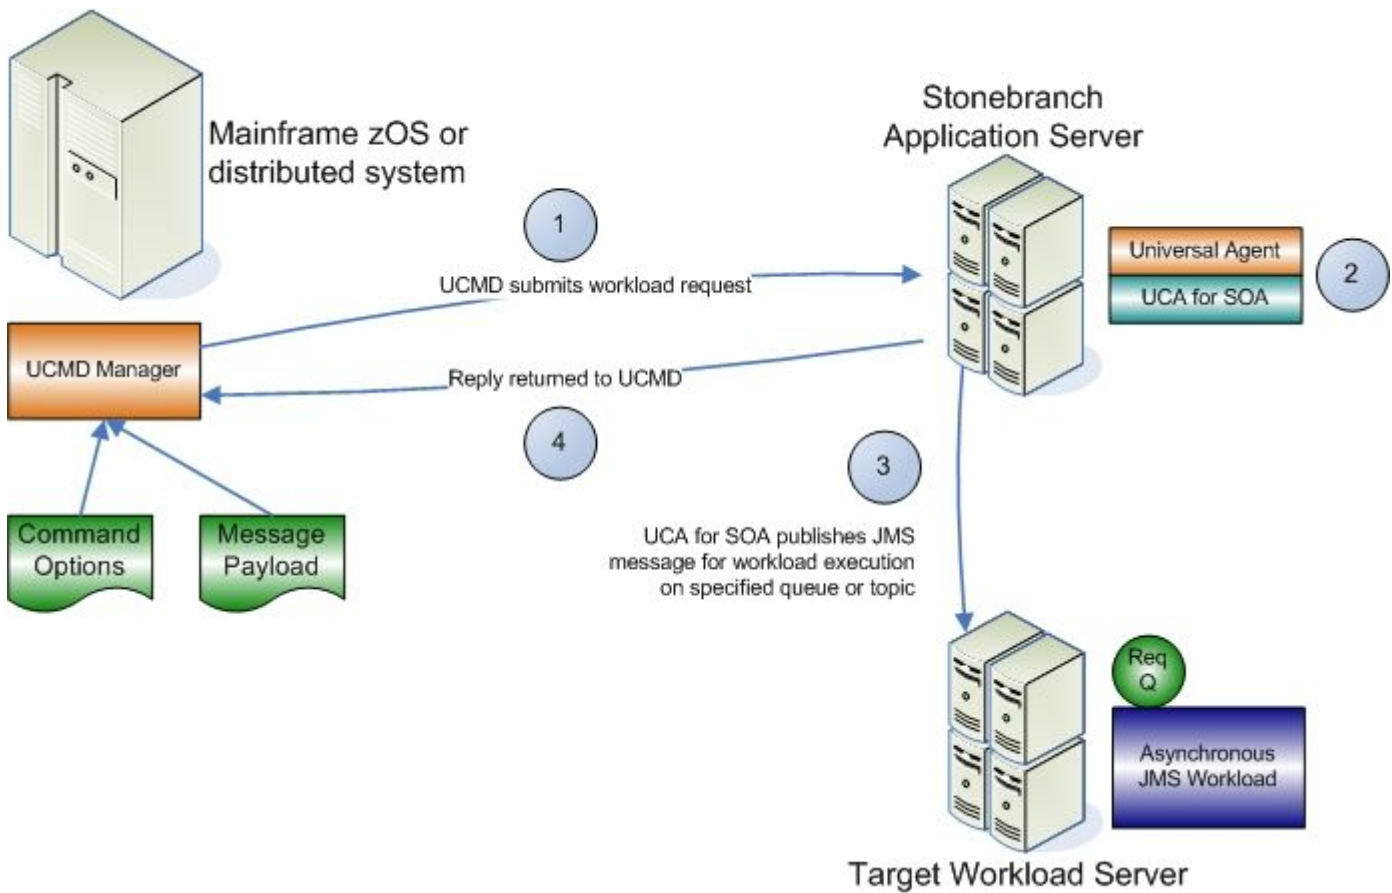 Mainframe zOS or
distributed system
Stonebranch
Application Server
1
UCMD submits workload request
Universal Agent
UCA for SOA
2
UCMD Manager
Reply returned to UCMD
4
3
Command
Options
Message
Payload
UCA for SOA publishes JMS
message for workload execution
on specified queue or topic
Req
Q
Asynchronous
JMS Workload
Target Workload Server